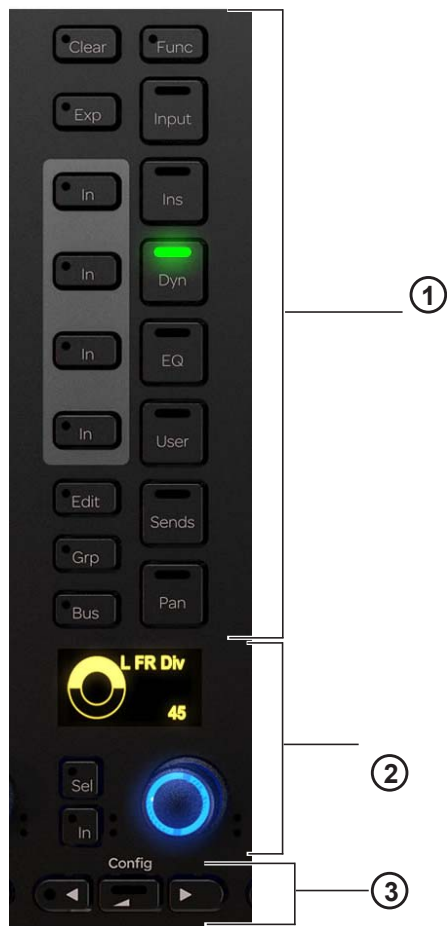 Clear Func
Exp Input
In Ins
In Dyn
In EQ
In User
Edit Sends
Grp
Bus Pan
L FR Div
45
Sel
In
Config
1
2
3